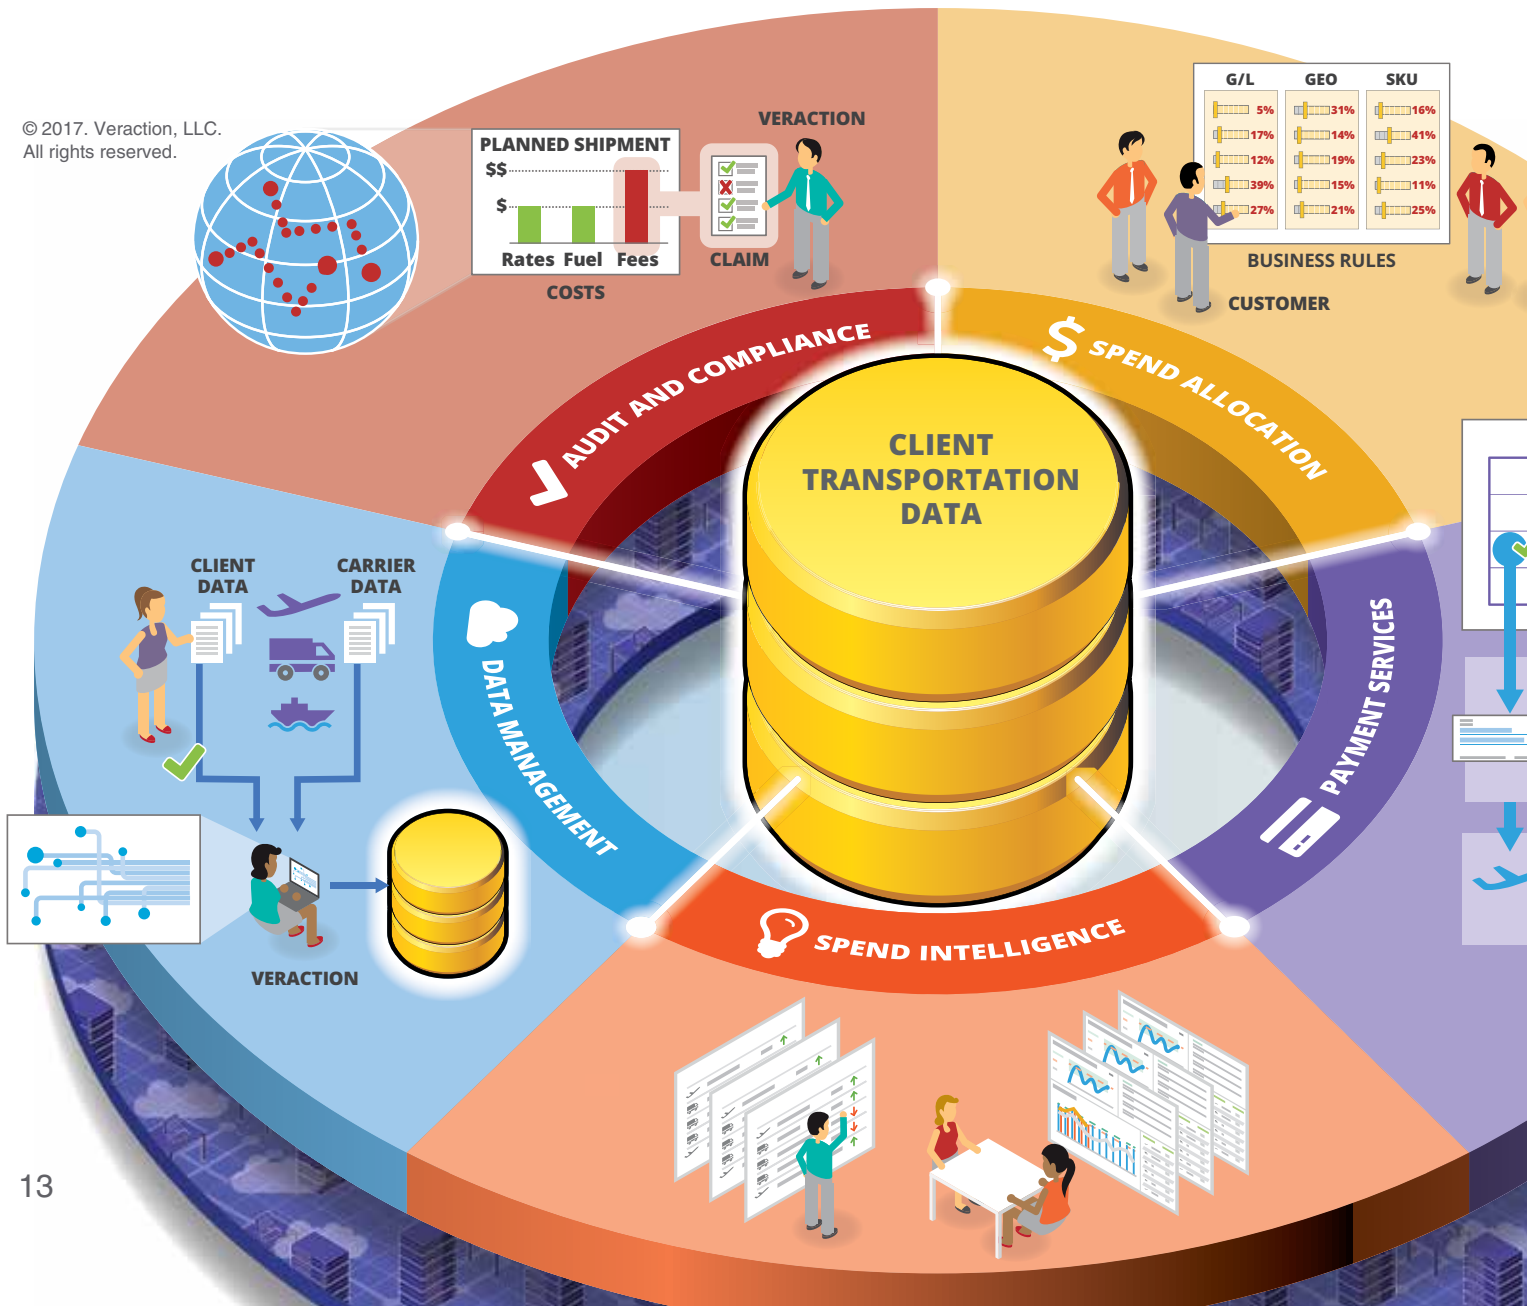 © 2017. Veraction, LLC.
All rights reserved.
PLANNED SHIPMENT
$$
$
Rates Fuel Fees
COSTS
CLAIM
VERACTION
G/L GEO SKU
5% 31% 16%
17% 14% 41%
12% 19% 23%
39% 15% 11%
27% 21% 25%
BUSINESS RULES
CUSTOMER
AUDIT AND COMPLIANCE
$ SPEND ALLOCATION
CLIENT
TRANSPORTATION
DATA
CLIENT
DATA
CARRIER
DATA
DATA MANAGEMENT
PAYMENT SERVICES
VERACTION
SPEND INTELLIGENCE
13